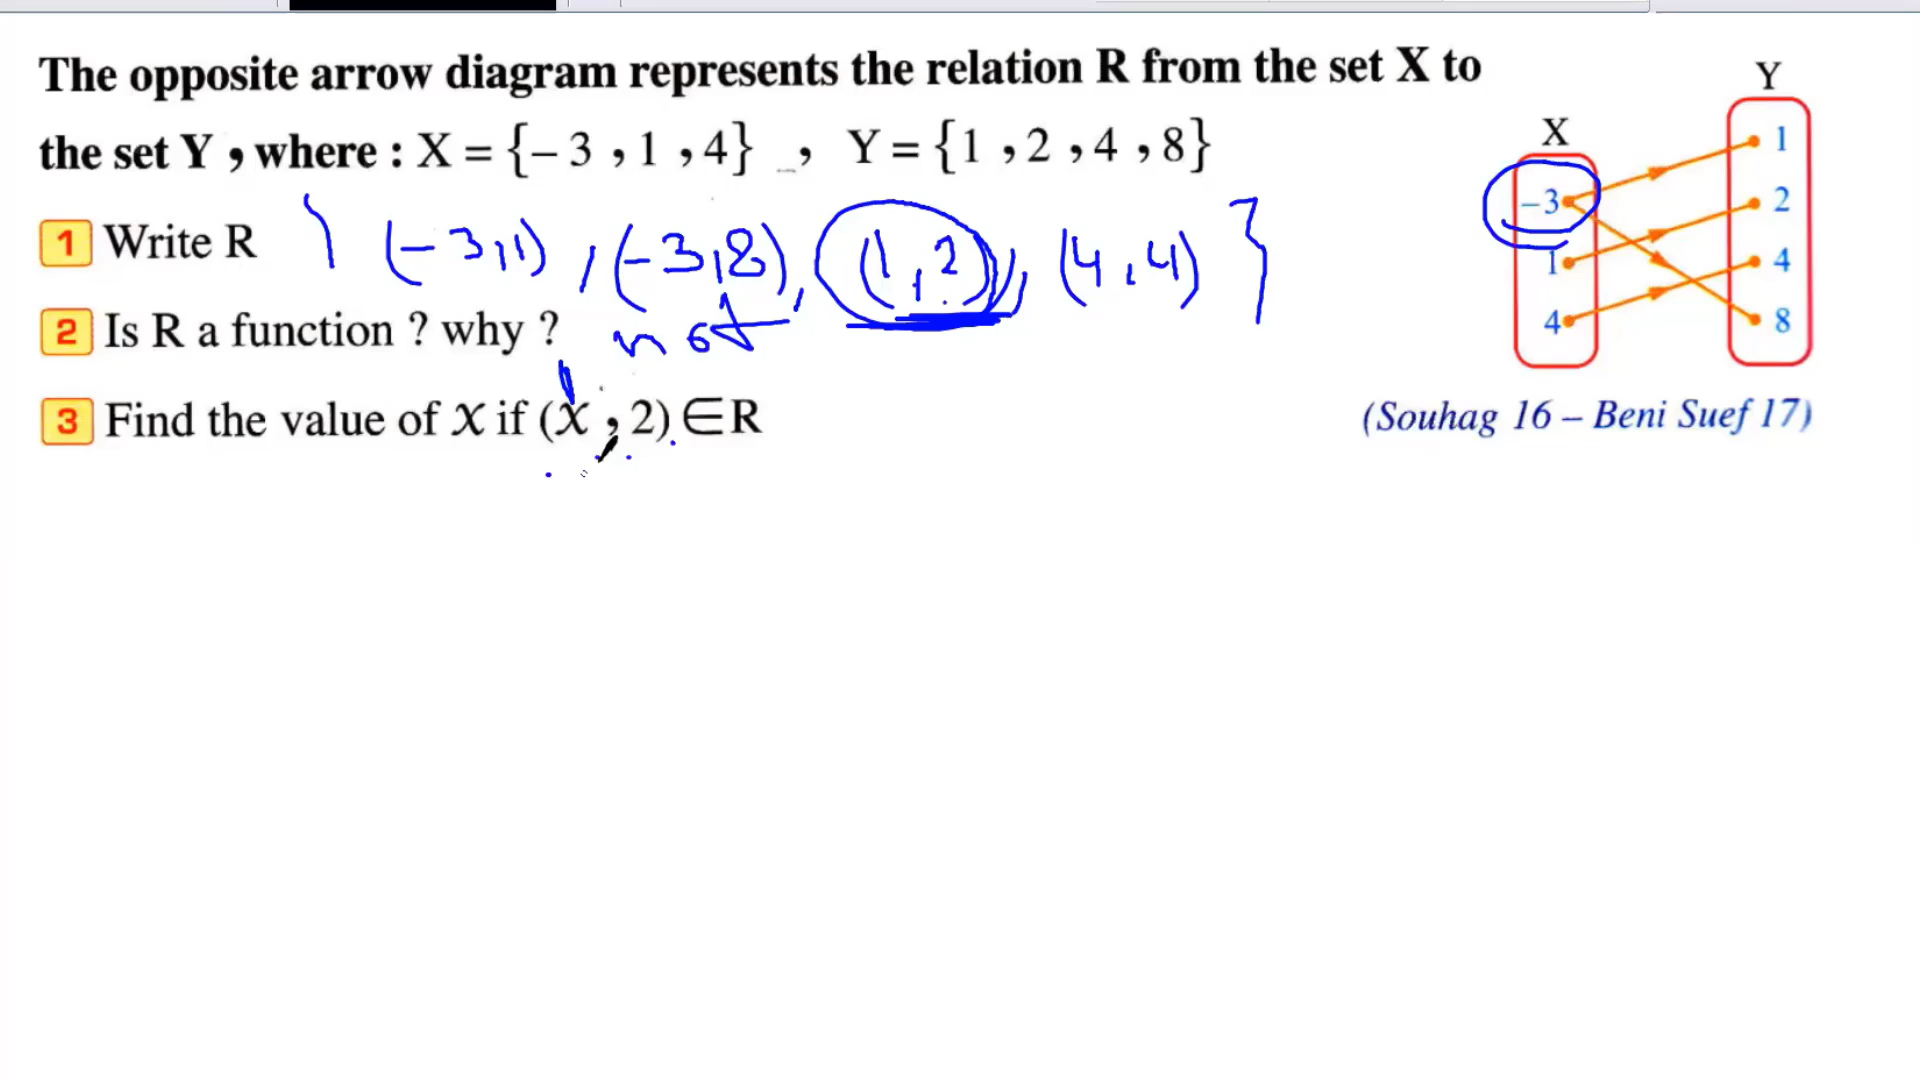 The opposite arrow diagram represents the relation R from the set X to
the set Y , where : X = {– 3 , 1 , 4} , Y = {1 , 2 , 4 , 8}
1 Write R { (-3,1) , (-3,8) , (1,2) , (4,4) }
2 Is R a function ? why ? not
1
3 Find the value of X if (X , 2) ∈ R
X
–3
1
4
Y
1
2
4
8
(Souhag 16 – Beni Suef 17)